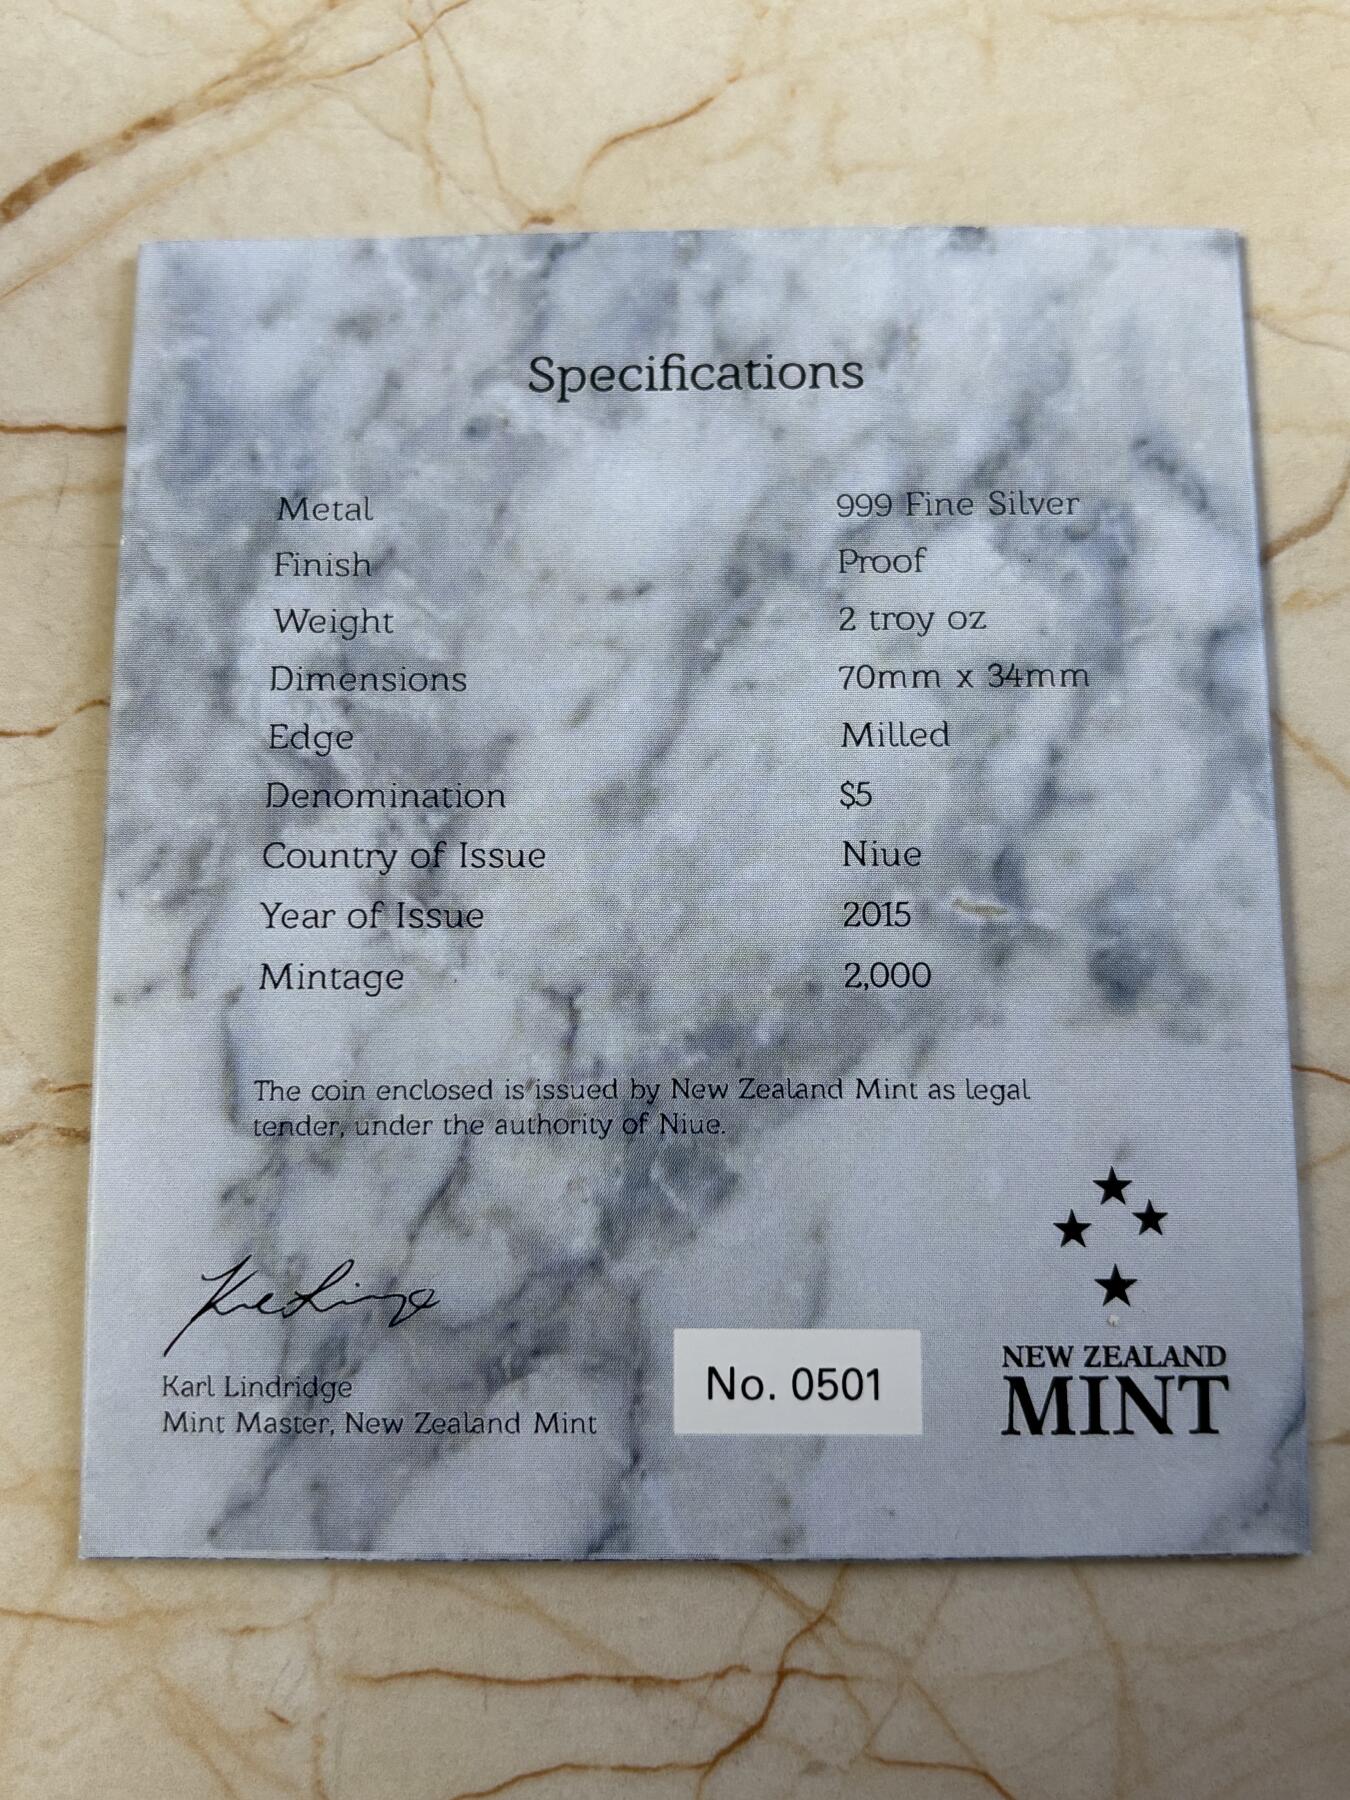 Specifications
Metal 999 Fine Silver
Finish Proof
Weight 2 troy oz
Dimensions 70mm x 34mm
Edge Milled
Denomination $5
Country of Issue Niue
Year of Issue 2015
Mintage 2,000
The coin enclosed is issued by New Zealand Mint as legal
tender, under the authority of Niue.
Karl Lindridge
Mint Master, New Zealand Mint
No. 0501
NEW ZEALAND
MINT